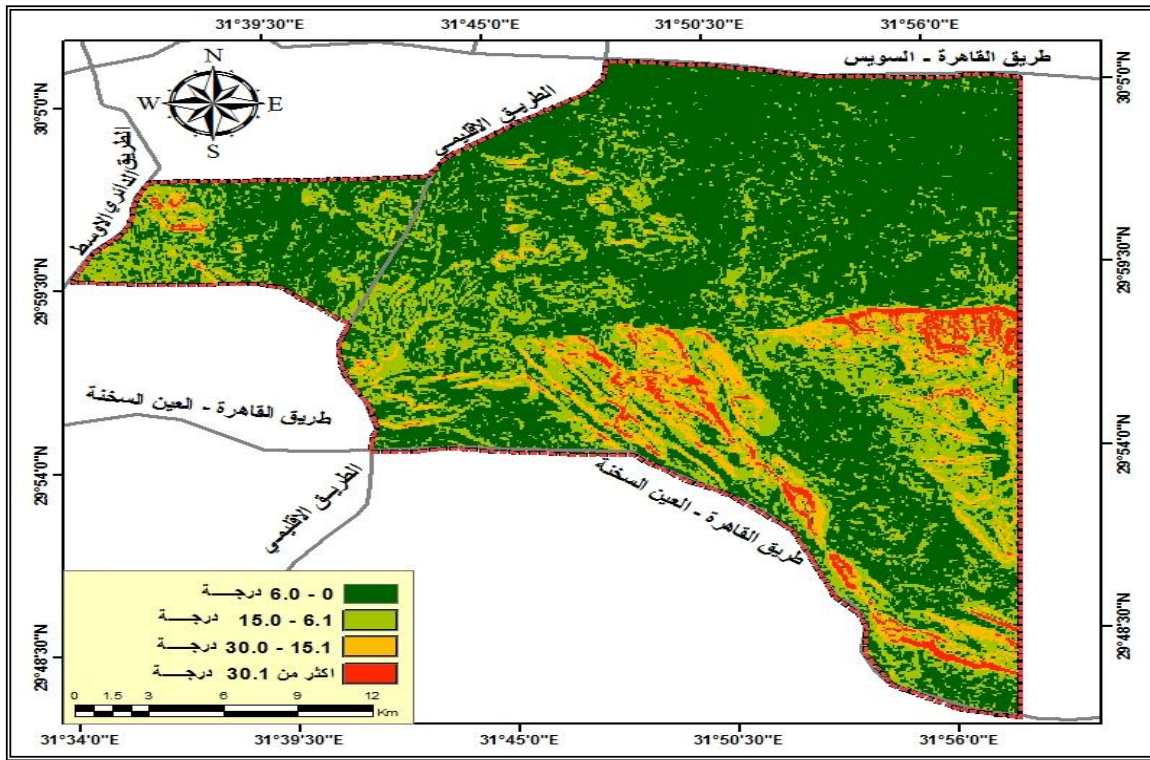 31°39'30"E
31°45'0"E
31°50'30"E
31°56'0"E
طريق القاهرة - السويس
30°5'0"N
30°5'0"N
N
W
E
S
الطريق الاقليمي
الطريق الدائري الاوسط
29°59'30"N
29°59'30"N
طريق القاهرة - العين السخنة
29°54'0"N
29°54'0"N
طريق القاهرة - العين السخنة
الطريق الاقليمي
0 - 6.0 درجـــــة
6.1 - 15.0 درجـــــة
15.1 - 30.0 درجـــــة
اكثر من 30.1 درجـــــة
29°48'30"N
29°48'30"N
0 1.5 3 6 9 12
Km
31°34'0"E
31°39'30"E
31°45'0"E
31°50'30"E
31°56'0"E